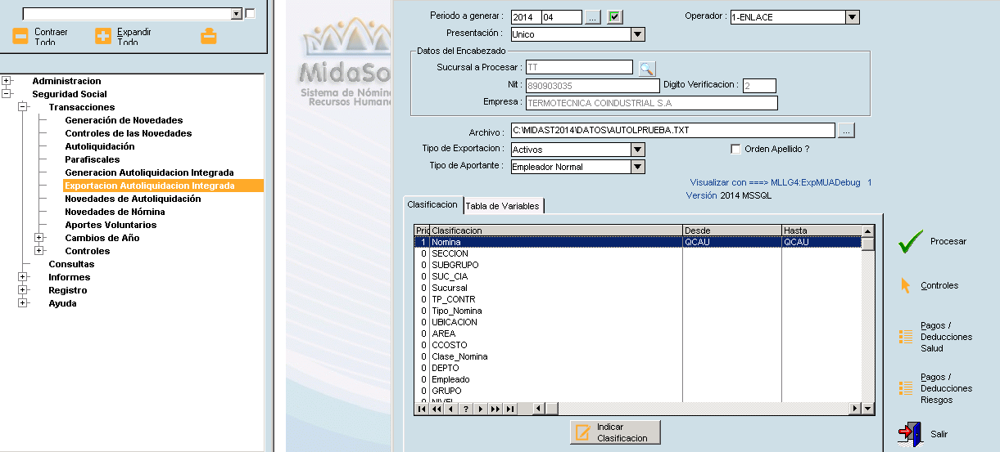 Contraer
Todo
Expandir
Todo
Administracion
Seguridad Social
Transacciones
Generación de Novedades
Controles de las Novedades
Autoliquidación
Parafiscales
Generacion Autoliquidacion Integrada
Exportacion Autoliquidacion Integrada
Novedades de Autoliquidación
Novedades de Nómina
Aportes Voluntarios
Cambios de Año
Controles
Consultas
Informes
Registro
Ayuda
MidaSo
Sistema de Nómin
Recursos Human
Periodo a generar : 2014 04 ... Operador : 1-ENLACE
Presentación : Unico
Datos del Encabezado
Sucursal a Procesar : TT
Nit : 890903035 Digito Verificacion : 2
Empresa : TERMOTECNICA COINDUSTRIAL S.A
Archivo : C:\MIDAST2014\DATOS\AUTOLPRUEBA.TXT ...
Tipo de Exportacion : Activos Orden Apellido ?
Tipo de Aportante : Empleador Normal
Visualizar con ===> MLLG4:ExpMUADebug 1
Versión 2014 MSSQL
Clasificacion Tabla de Variables
Pric Clasificacion Desde Hasta
1 Nomina QCAU QCAU
0 SECCION
0 SUBGRUPO
0 SUC_CIA
0 Sucursal
0 TP_CONTR
0 Tipo_Nomina
0 UBICACION
0 AREA
0 CCOSTO
0 Clase_Nomina
0 DEPTO
0 Empleado
0 GRUPO
0 NIVEL
?
Indicar
Clasificacion
Procesar
Controles
Pagos /
Deducciones
Salud
Pagos /
Deducciones
Riesgos
Salir